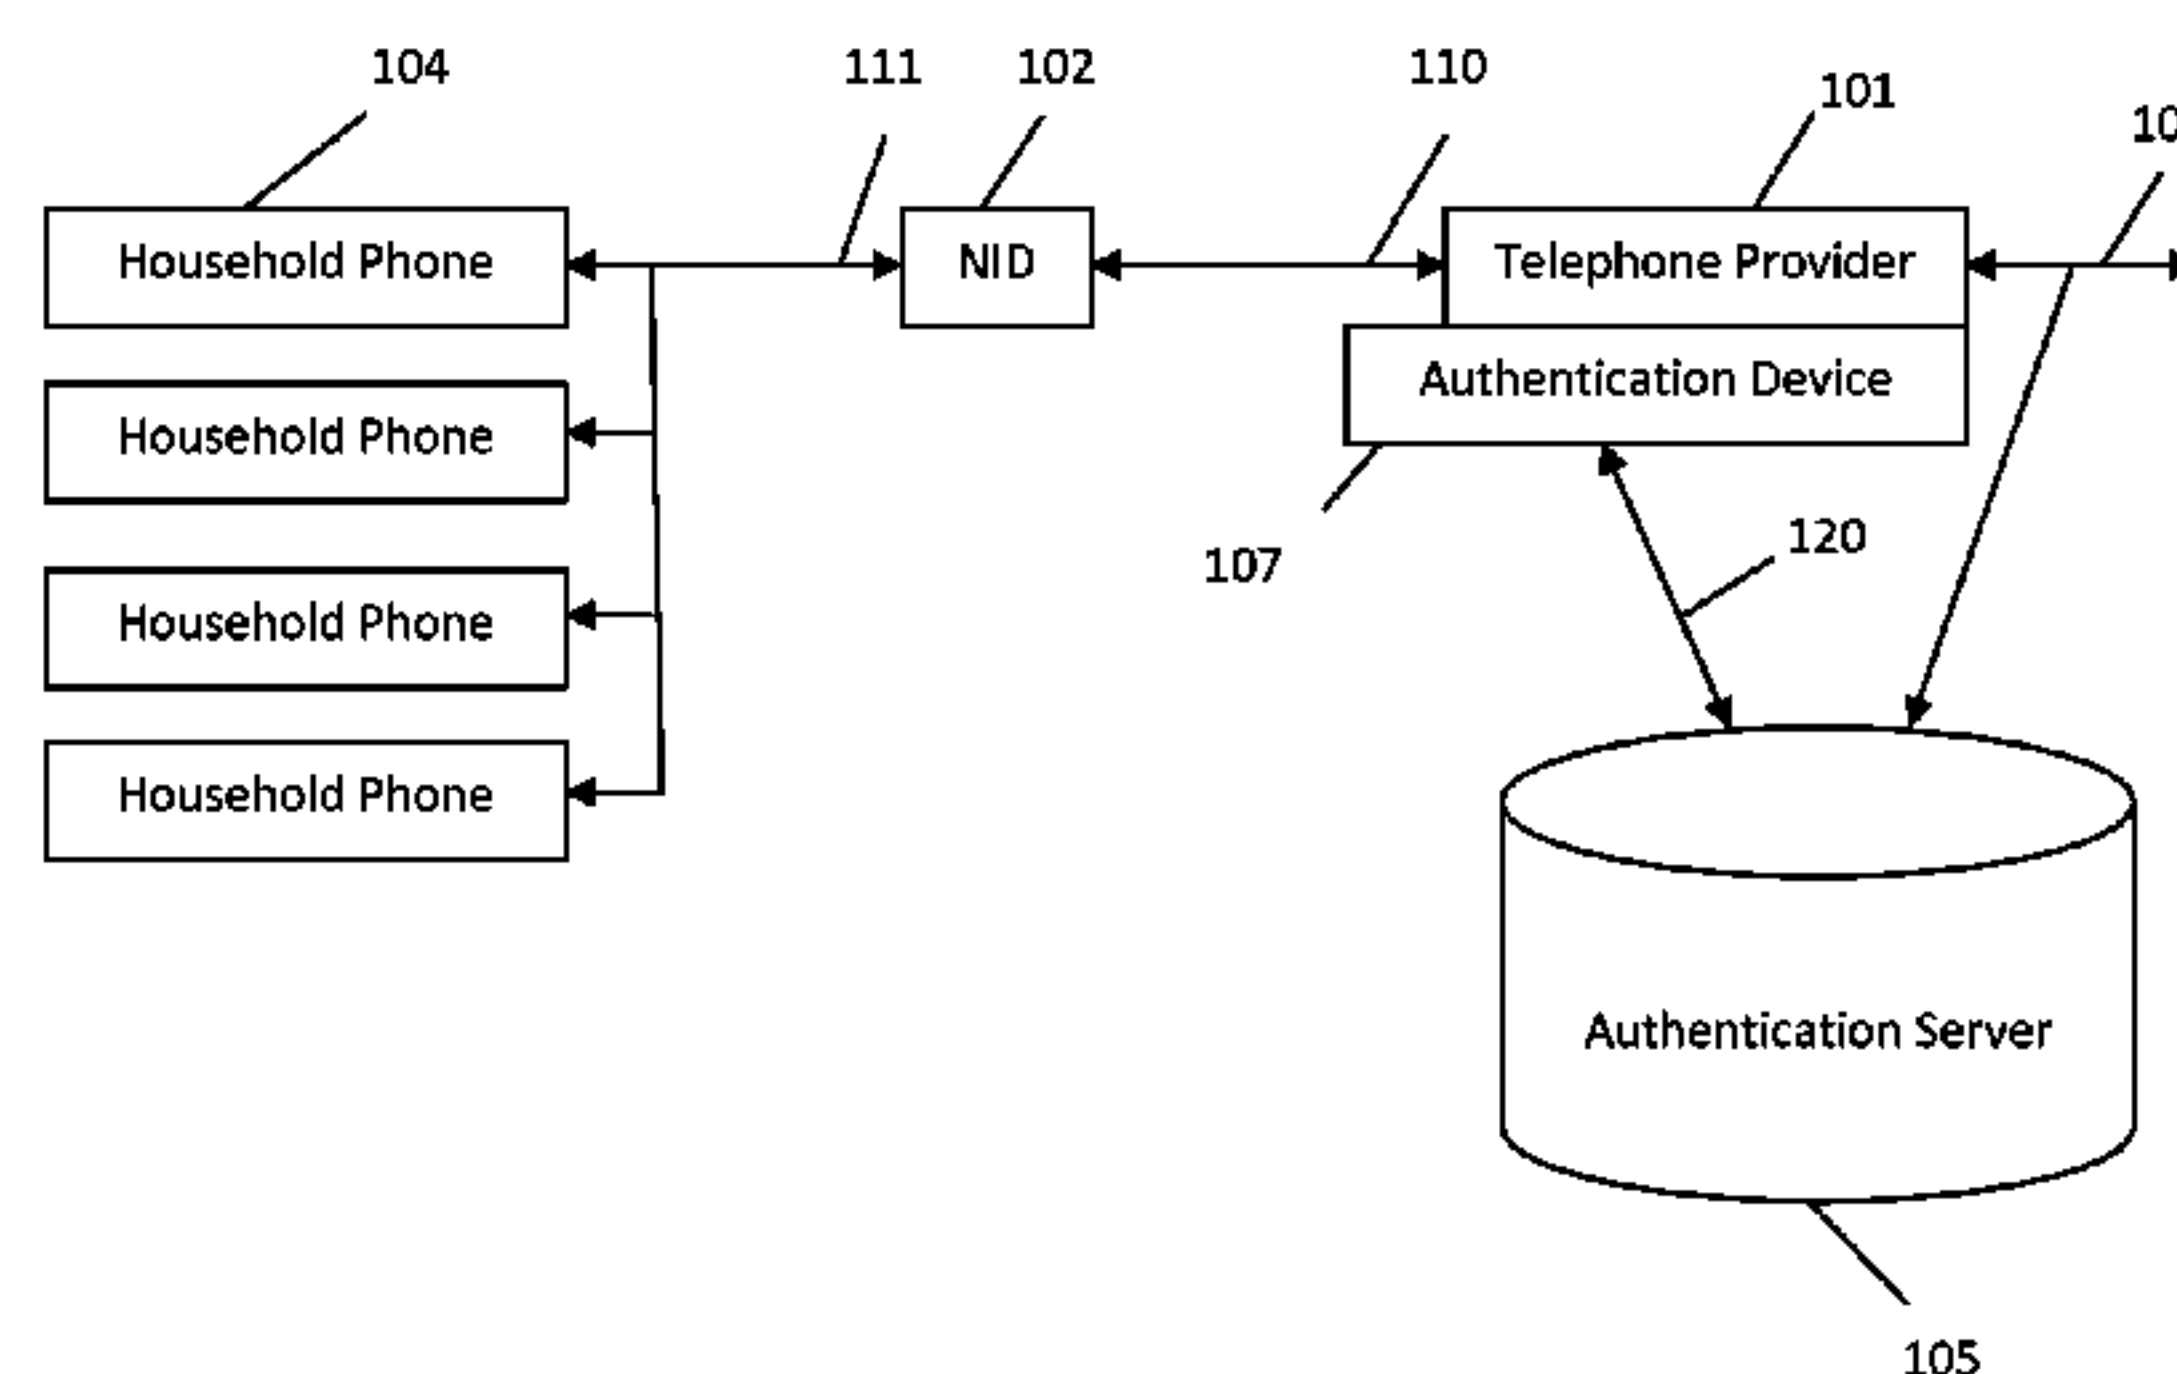 104
111
102
110
101
Household Phone
NID
Telephone Provider
Authentication Device
Household Phone
120
107
Household Phone
Household Phone
Authentication Server
105